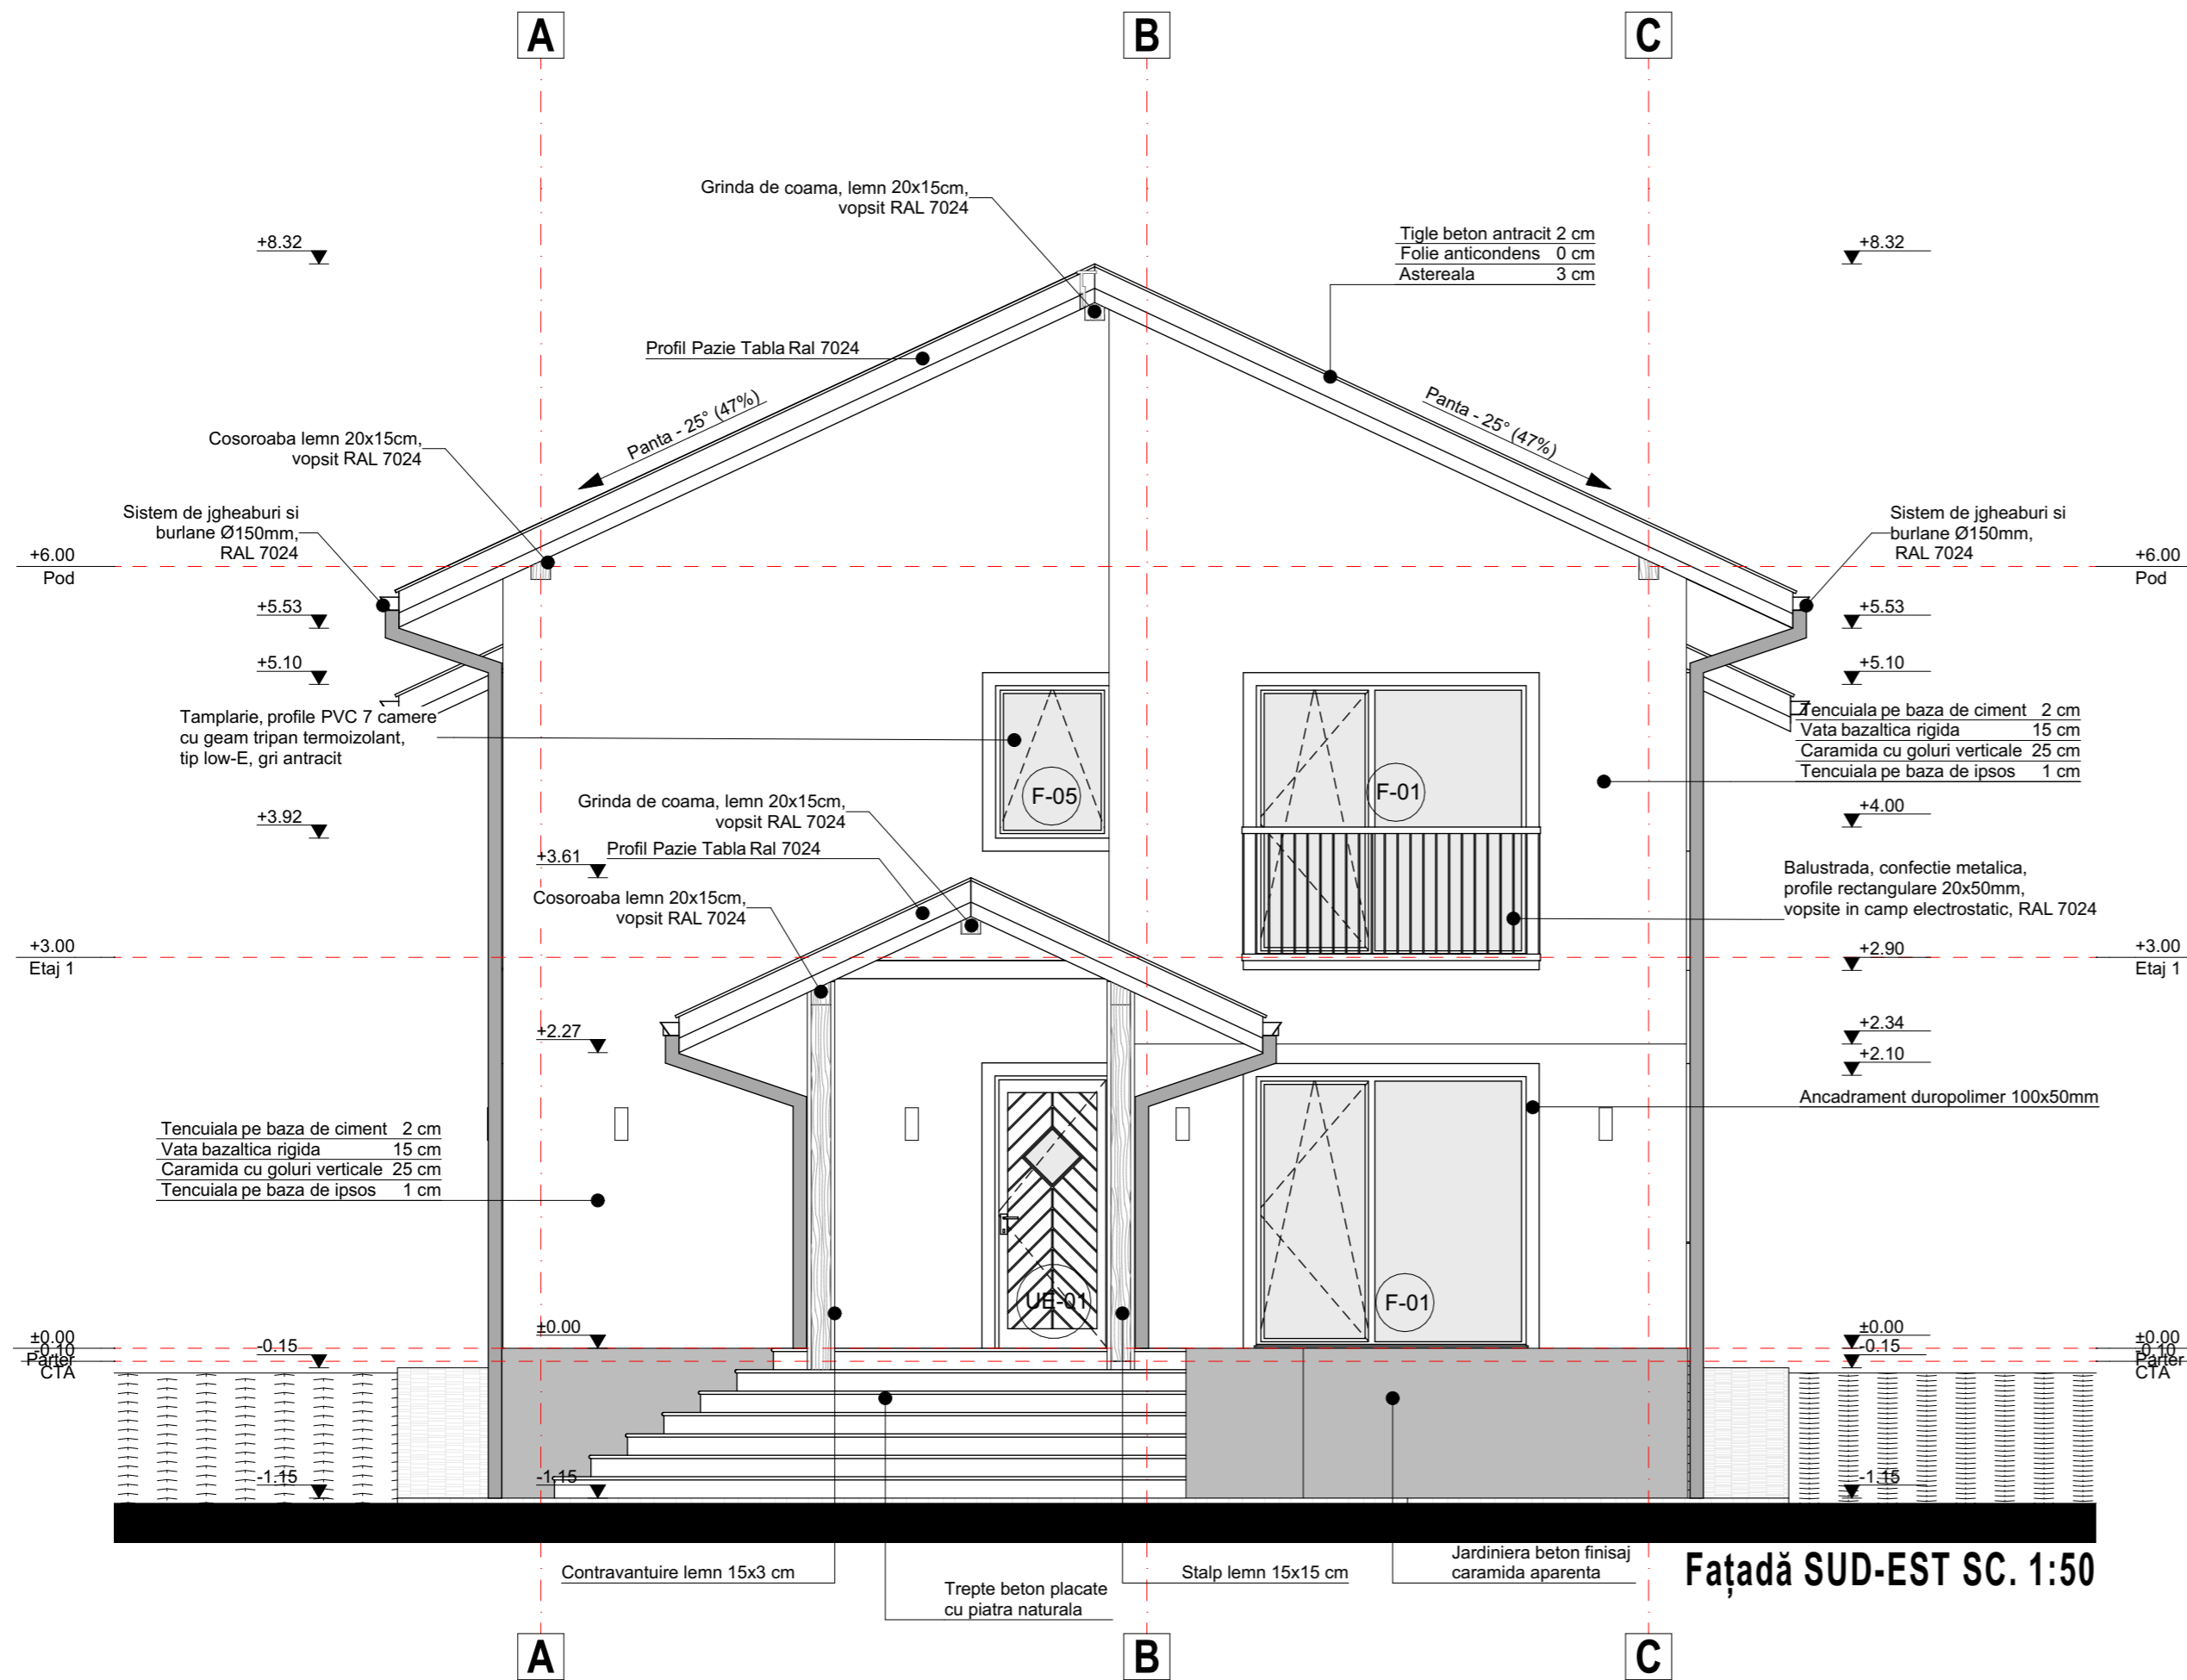 A
B
C
Grinda de coama, lemn 20x15cm,
vopsit RAL 7024
+8.32
Tigle beton antracit 2 cm
Folie anticondens 0 cm
Astereala 3 cm
+8.32
Profil Pazie Tabla Ral 7024
Panta - 25° (47%)
Panta - 25° (47%)
Cosoroaba lemn 20x15cm,
vopsit RAL 7024
Sistem de jgheaburi si
burlane Ø150mm,
RAL 7024
Sistem de jgheaburi si
burlane Ø150mm,
RAL 7024
+6.00
Pod
+6.00
Pod
+5.53
+5.53
+5.10
+5.10
Tamplarie, profile PVC 7 camere
cu geam tripan termoizolant,
tip low-E, gri antracit
Tencuiala pe baza de ciment 2 cm
Vata bazaltica rigida 15 cm
Caramida cu goluri verticale 25 cm
Tencuiala pe baza de ipsos 1 cm
F-05
F-01
Grinda de coama, lemn 20x15cm,
vopsit RAL 7024
+3.92
+4.00
+3.61
Profil Pazie Tabla Ral 7024
Cosoroaba lemn 20x15cm,
vopsit RAL 7024
Balustrada, confectie metalica,
profile rectangulare 20x50mm,
vopsite in camp electrostatic, RAL 7024
+3.00
Etaj 1
+2.90
+3.00
Etaj 1
+2.27
+2.34
+2.10
Ancadrament duropolimer 100x50mm
Tencuiala pe baza de ciment 2 cm
Vata bazaltica rigida 15 cm
Caramida cu goluri verticale 25 cm
Tencuiala pe baza de ipsos 1 cm
UE-01
F-01
±0.00
-0.10
Parter
CTA
-0.15
±0.00
±0.00
-0.15
±0.00
-0.10
Parter
CTA
-1.15
-1.15
-1.15
Contravantuire lemn 15x3 cm
Trepte beton placate
cu piatra naturala
Stalp lemn 15x15 cm
Jardiniera beton finisaj
caramida aparenta
Fațadă SUD-EST SC. 1:50
A
B
C